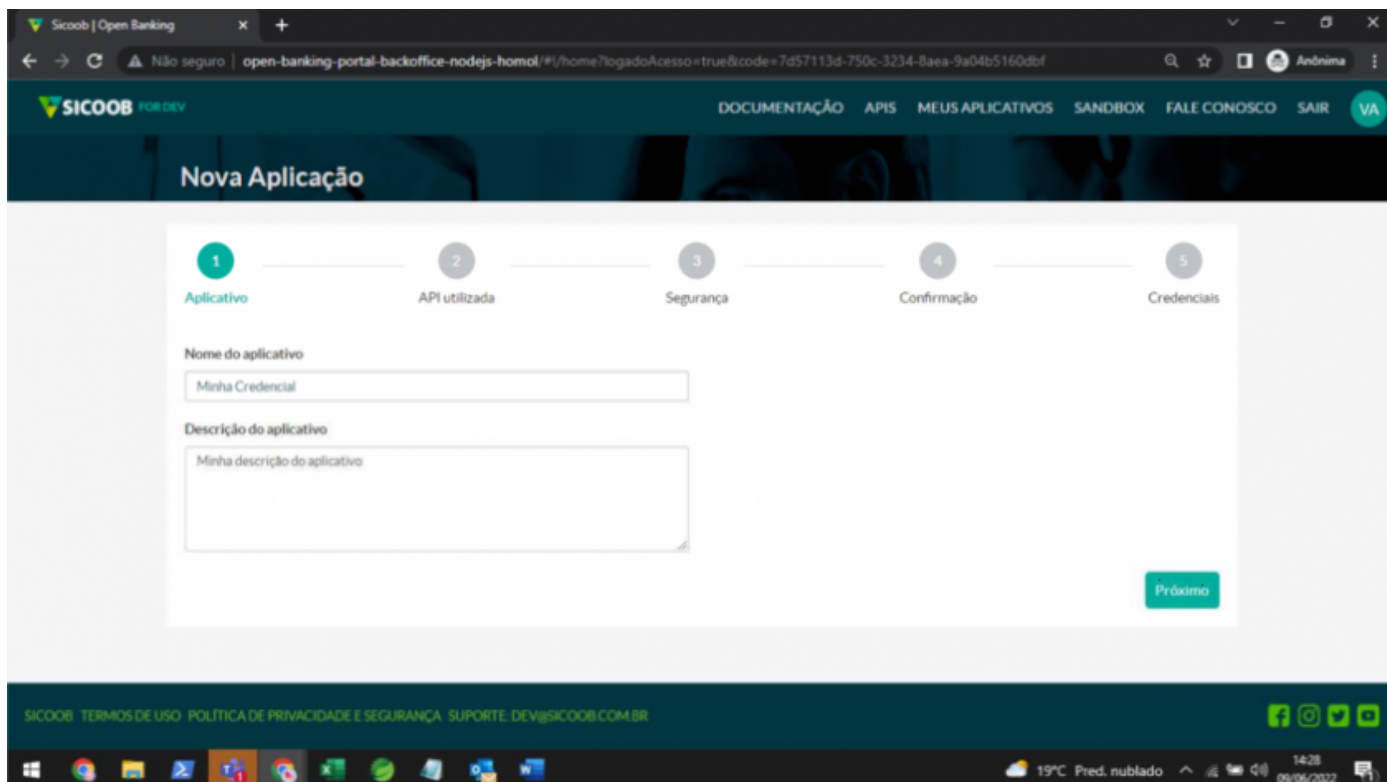 Sicoob | Open Banking
Não seguro | open-banking-portal-backoffice-nodejs-homol/#!/home?logadoAcesso=true&code=7d57113d-750c-3234-8aea-9a04b5160dbf
Anônima
SICOOB FOR DEV
DOCUMENTAÇÃO APIS MEUS APLICATIVOS SANDBOX FALE CONOSCO SAIR VA
Nova Aplicação
1 2 3 4 5
Aplicativo API utilizada Segurança Confirmação Credenciais
Nome do aplicativo
Minha Credencial
Descrição do aplicativo
Minha descrição do aplicativo
Próximo
SICOOB TERMOS DE USO POLÍTICA DE PRIVACIDADE E SEGURANÇA SUPORTE: DEV@SICOOB.COM.BR
19°C Pred. nublado
14:28
09/06/2022